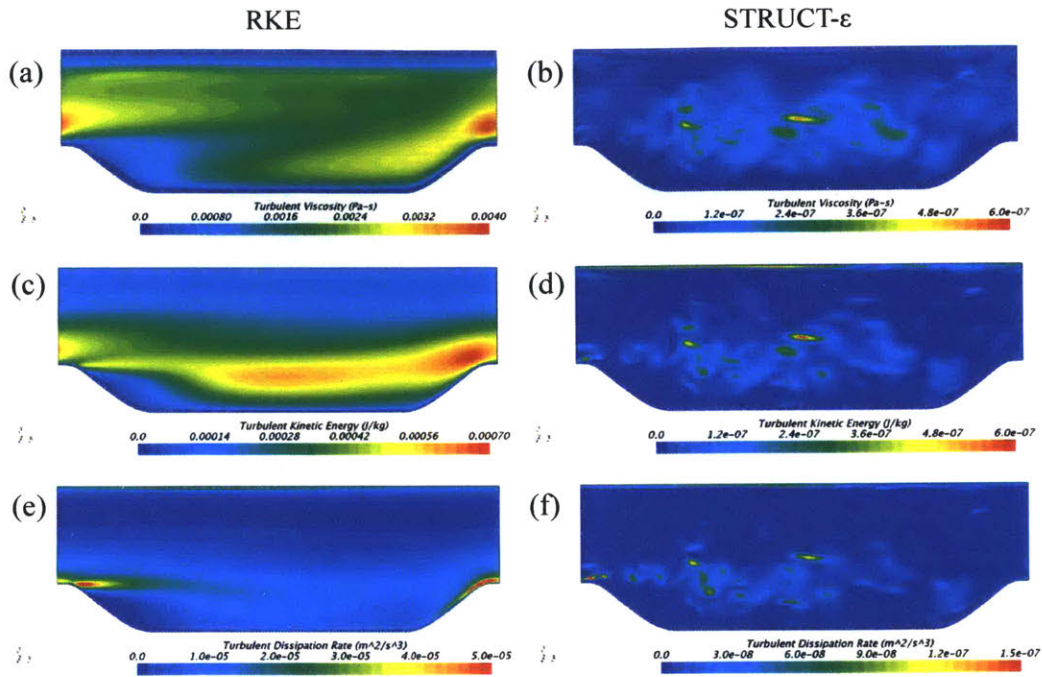 RKE
STRUCT-ε
(a)
(b)
Turbulent Viscosity (Pa-s)
0.0 0.00080 0.0016 0.0024 0.0032 0.0040
Turbulent Viscosity (Pa-s)
0.0 1.2e-07 2.4e-07 3.6e-07 4.8e-07 6.0e-07
(c)
(d)
Turbulent Kinetic Energy (J/kg)
0.0 0.00014 0.00028 0.00042 0.00056 0.00070
Turbulent Kinetic Energy (J/kg)
0.0 1.2e-07 2.4e-07 3.6e-07 4.8e-07 6.0e-07
(e)
(f)
Turbulent Dissipation Rate (m^2/s^3)
0.0 1.0e-05 2.0e-05 3.0e-05 4.0e-05 5.0e-05
Turbulent Dissipation Rate (m^2/s^3)
0.0 3.0e-08 6.0e-08 9.0e-08 1.2e-07 1.5e-07